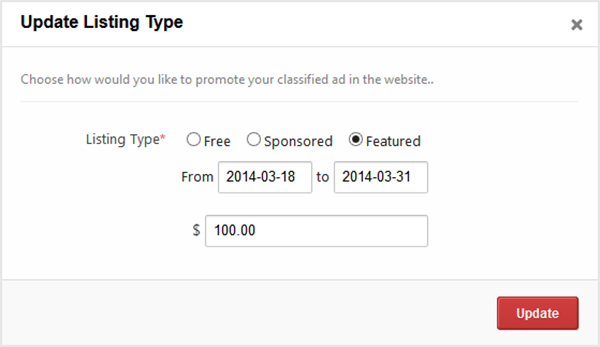 Update Listing Type
Choose how would you like to promote your classified ad in the website..
Listing Type* Free Sponsored Featured
From 2014-03-18 to 2014-03-31
$ 100.00
Update